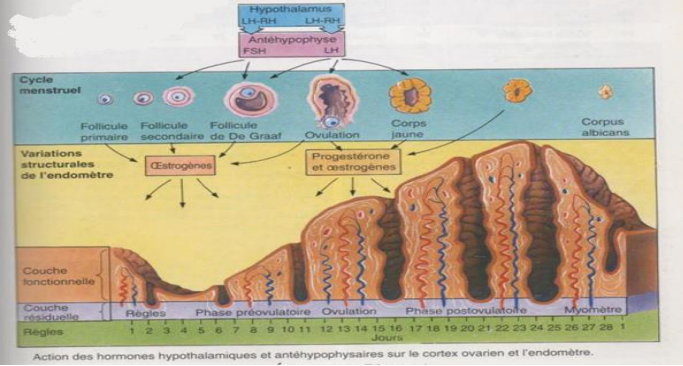 Hypothalamus
LH-RH LH-RH
Antéhypophyse
FSH LH
Cycle
menstruel
Follicule
primaire
Follicule
secondaire
Follicule
de De Graaf
Ovulation
Corps
jaune
Corpus
albicans
Variations
structurales
de l'endomètre
Œstrogènes
Progestérone
et œstrogènes
Couche
fonctionnelle
Couche
résiduelle
Règles Phase préovulatoire Ovulation Phase postovulatoire Myomètre
Règles 1 2 3 4 5 6 7 8 9 10 11 12 13 14 15 16 17 18 19 20 21 22 23 24 25 26 27 28 1
Jours
Action des hormones hypothalamiques et antéhypophysaires sur le cortex ovarien et l'endomètre.